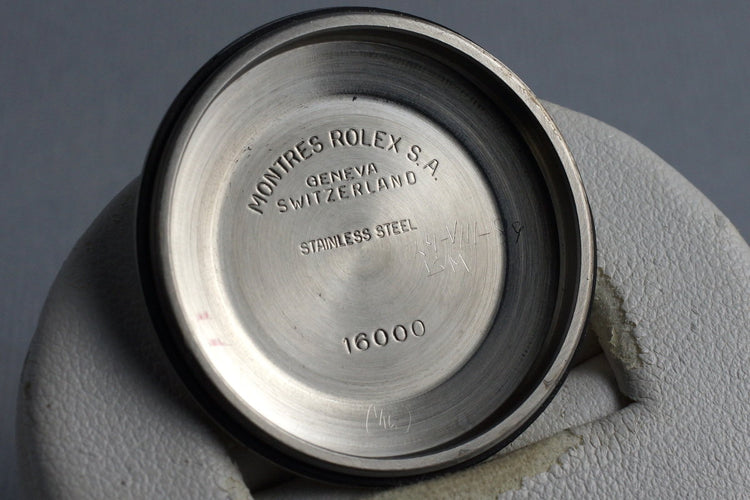 MONTRES ROLEX S.A.
GENEVA
SWITZERLAND
STAINLESS STEEL
16000